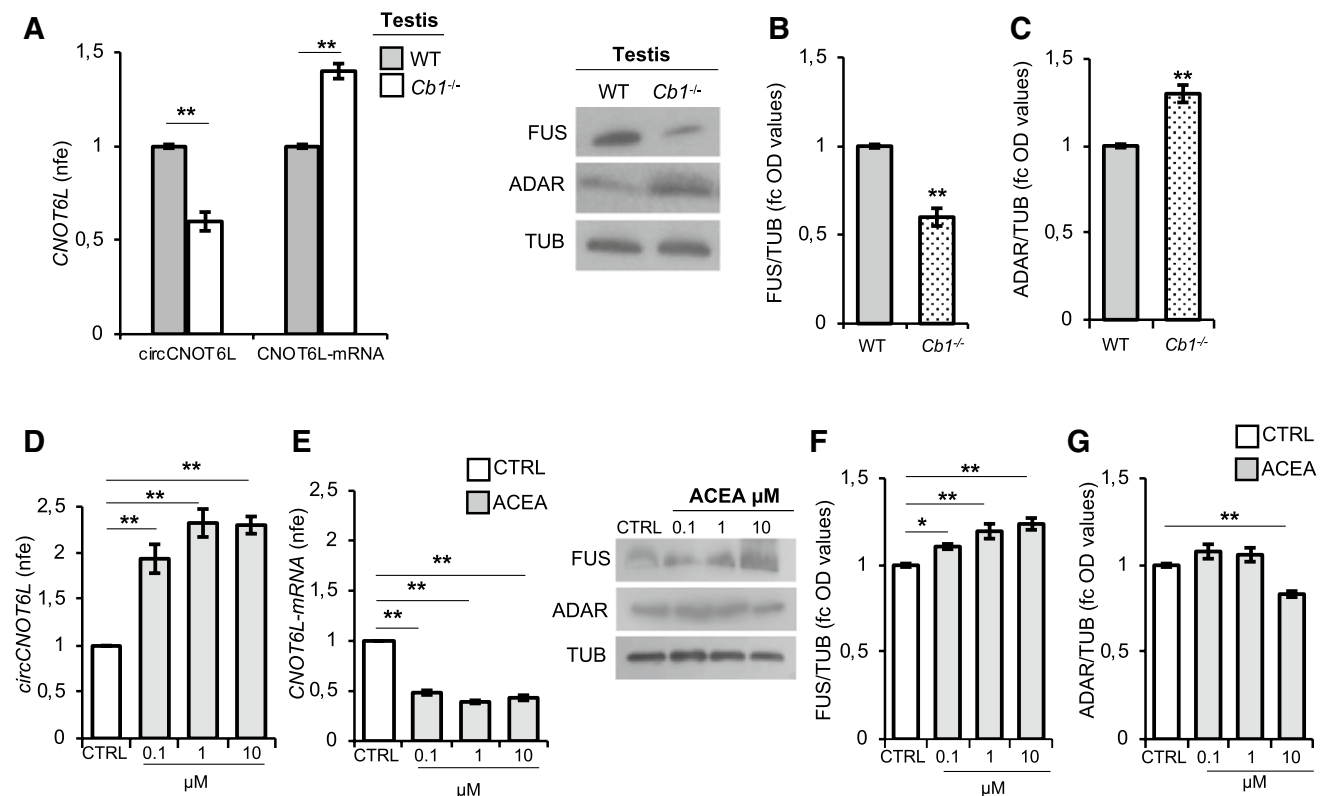 A
Testis
WT
Cb1-/-
CNOT6L (nfe)
1,5
1
0,5
0
**
**
circCNOT6L
CNOT6L-mRNA
Testis
WT
Cb1-/-
FUS
ADAR
TUB
B
FUS/TUB (fc OD values)
1,5
1
0,5
0
**
WT
Cb1-/-
C
ADAR/TUB (fc OD values)
1,5
1
0,5
0
**
WT
Cb1-/-
D
circCNOT6L (nfe)
2,5
2
1,5
1
0,5
0
**
**
**
CTRL
0.1
1
10
µM
E
CTRL
ACEA
CNOT6L-mRNA (nfe)
2,5
2
1,5
1
0,5
0
**
**
**
CTRL
0.1
1
10
µM
ACEA µM
CTRL
0.1
1
10
FUS
ADAR
TUB
F
FUS/TUB (fc OD values)
1,5
1
0,5
0
**
**
*
CTRL
0.1
1
10
µM
G
CTRL
ACEA
ADAR/TUB (fc OD values)
1,5
1
0,5
0
**
CTRL
0.1
1
10
µM